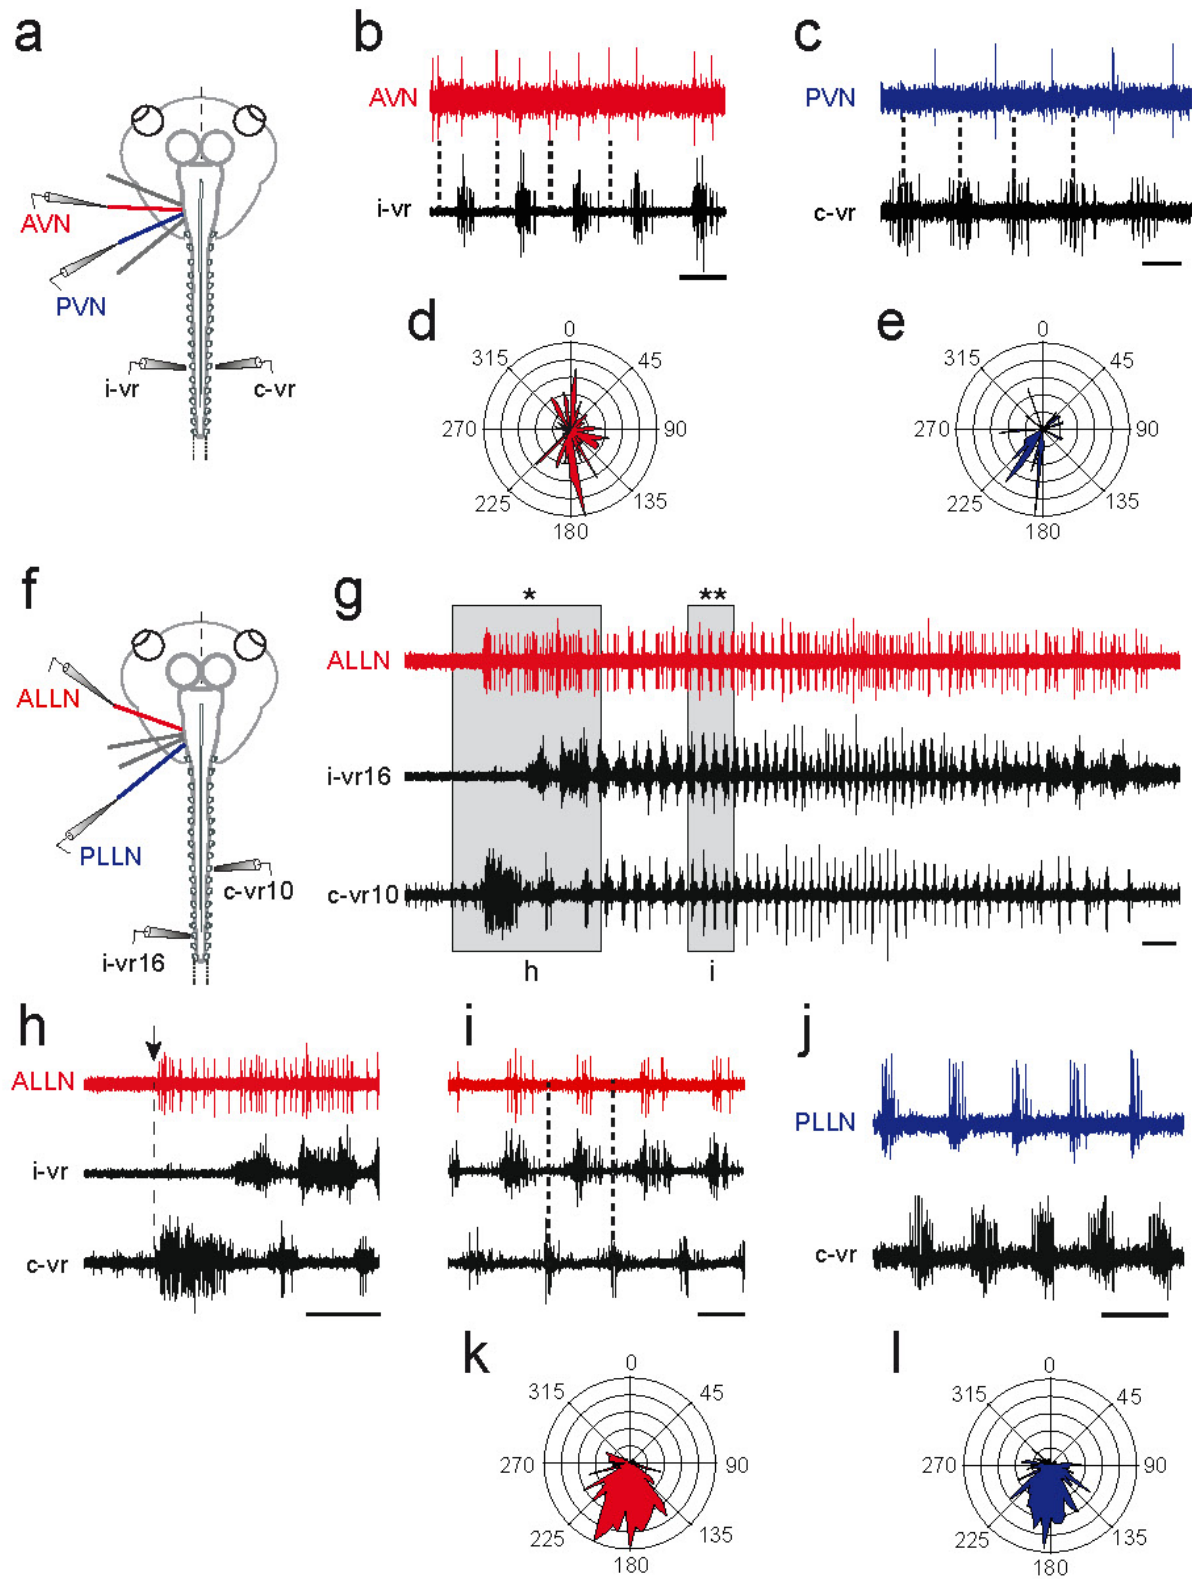 a
AVN
PVN
i-vr
c-vr
b
AVN
i-vr
c
PVN
c-vr
d
0
315
45
270
90
225
135
180
e
0
315
45
270
90
225
135
180
f
ALLN
PLLN
c-vr10
i-vr16
g
*
**
ALLN
i-vr16
c-vr10
h
i
h
ALLN
i-vr
c-vr
i
j
PLLN
c-vr
k
0
315
45
270
90
225
135
180
l
0
315
45
270
90
225
135
180